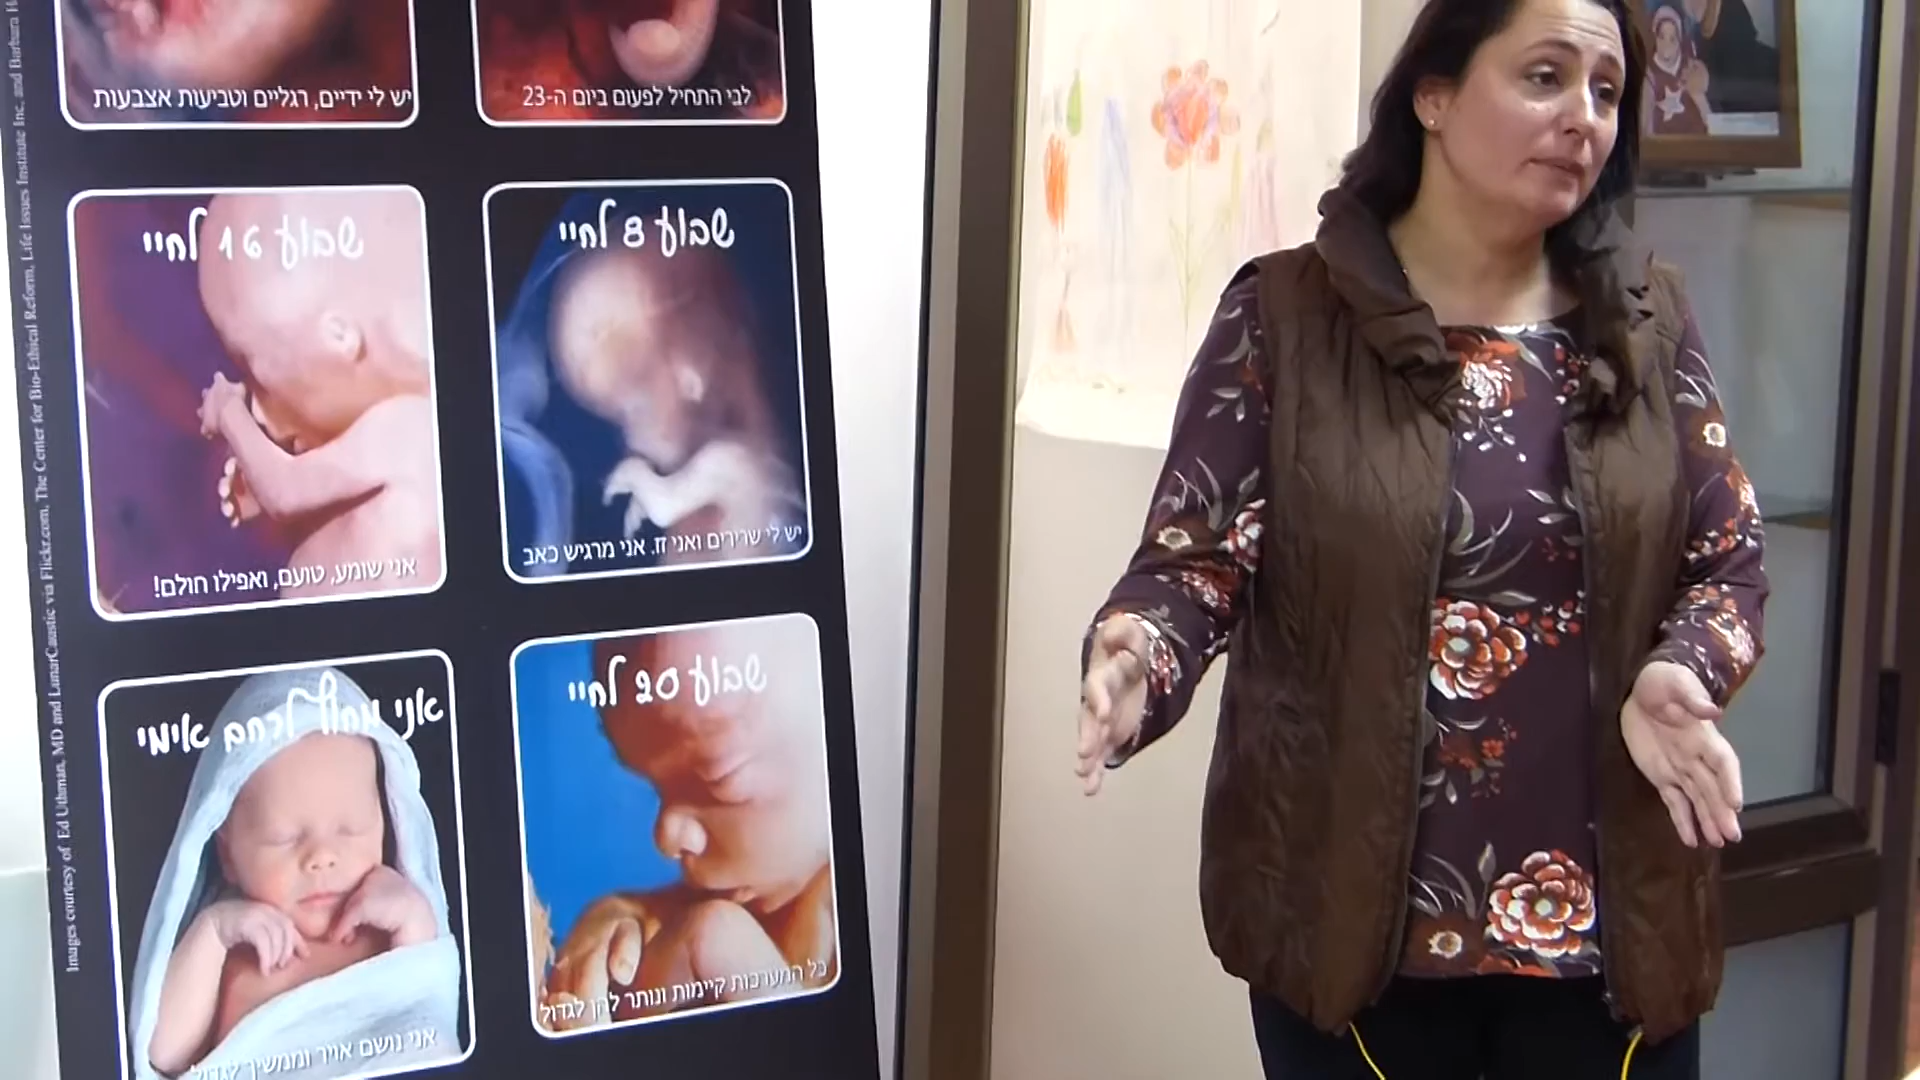 לבי התחיל לפעום ביום ה-23
יש לי ידיים, רגליים וטביעות אצבעות
שבוע 8 לחיי
יש לי שרירים ואני זז. אני מרגיש כאב
שבוע 16 לחיי
אני שומע, טועם, ואפילו חולם!
שבוע 20 לחיי
כל המערכות קיימות ונותר להן לגדול
אני מחוץ לרחם אימי
אני נושם אויר וממשיך לגדול
Images courtesy of Ed Uthman, MD and LunarCaustic via Flickr.com, The Center for Bio-Ethical Reform, Life Issues Institute Inc, and Barbara